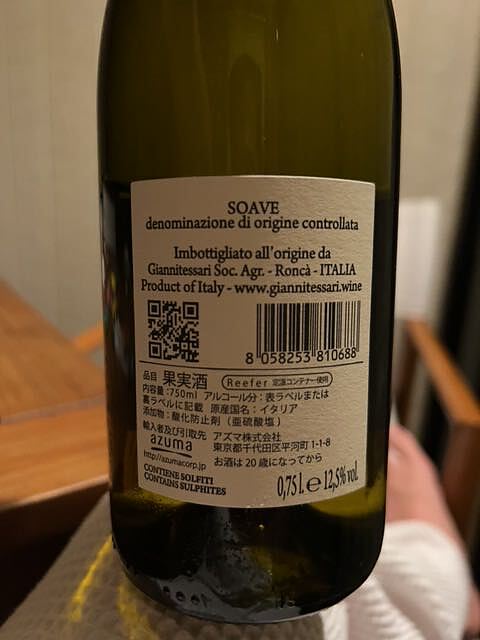 SOAVE
denominazione di origine controllata
Imbottigliato all'origine da
Giannitessari Soc. Agr. - Roncà - ITALIA
Product of Italy - www.giannitessari.wine
8 058253 810688
品目 果実酒 Reefer 定温コンテナー使用
内容量:750ml アルコール分:表ラベルまたは
裏ラベルに記載 原産国名:イタリア
添加物:酸化防止剤(亜硫酸塩)
輸入者及び引取先 アズマ株式会社
azuma 東京都千代田区平河町1-1-8
http://azumacorp.jp お酒は20歳になってから
CONTIENE SOLFITI
CONTAINS SULPHITES
0,75 l. e 12,5% vol.